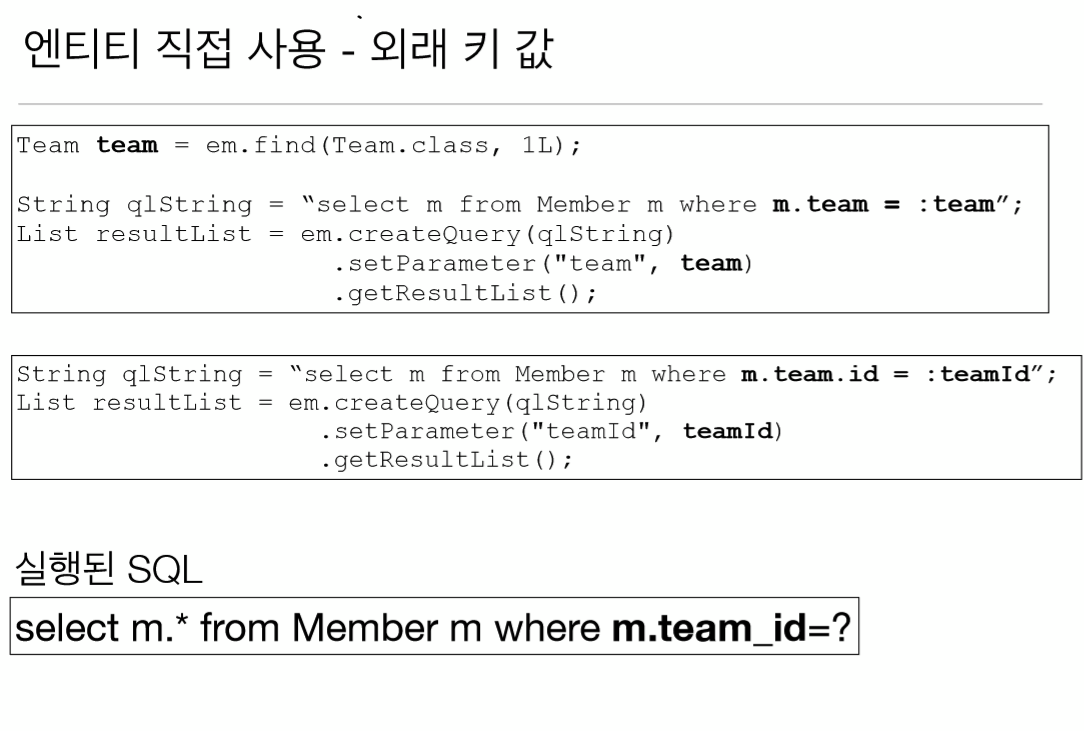 엔티티 직접 사용 - 외래 키 값
Team team = em.find(Team.class, 1L);
String qlString = “select m from Member m where m.team = :team”;
List resultList = em.createQuery(qlString)
.setParameter("team", team)
.getResultList();
String qlString = “select m from Member m where m.team.id = :teamId”;
List resultList = em.createQuery(qlString)
.setParameter("teamId", teamId)
.getResultList();
실행된 SQL
select m.* from Member m where m.team_id=?